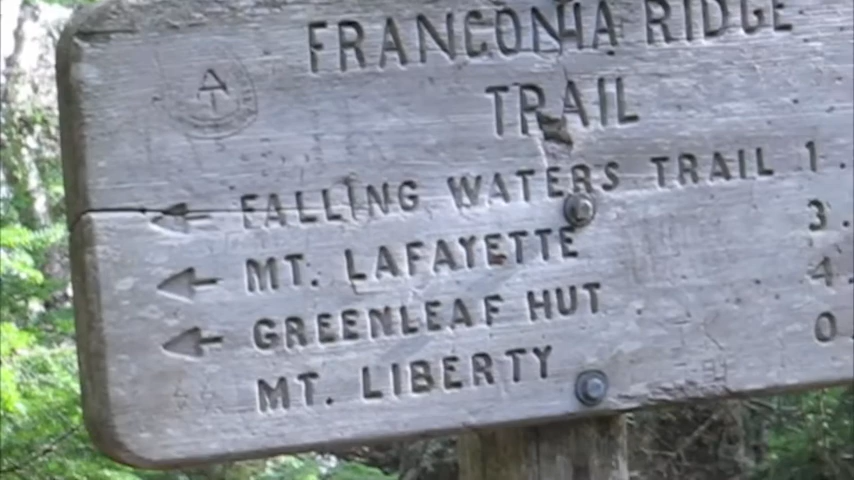 FRANCONIA RIDGE
TRAIL
FALLING WATERS TRAIL 1.
MT. LAFAYETTE 3.
GREENLEAF HUT 4.
MT. LIBERTY 0.